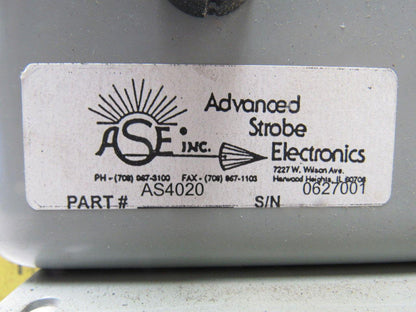 Advanced
Strobe
ASE INC.
Electronics
7227 W. Wilson Ave.
PH - (708) 867-3100 FAX - (708) 867-1103 Harwood Heights, IL 60706
PART # AS4020 S/N 0627001